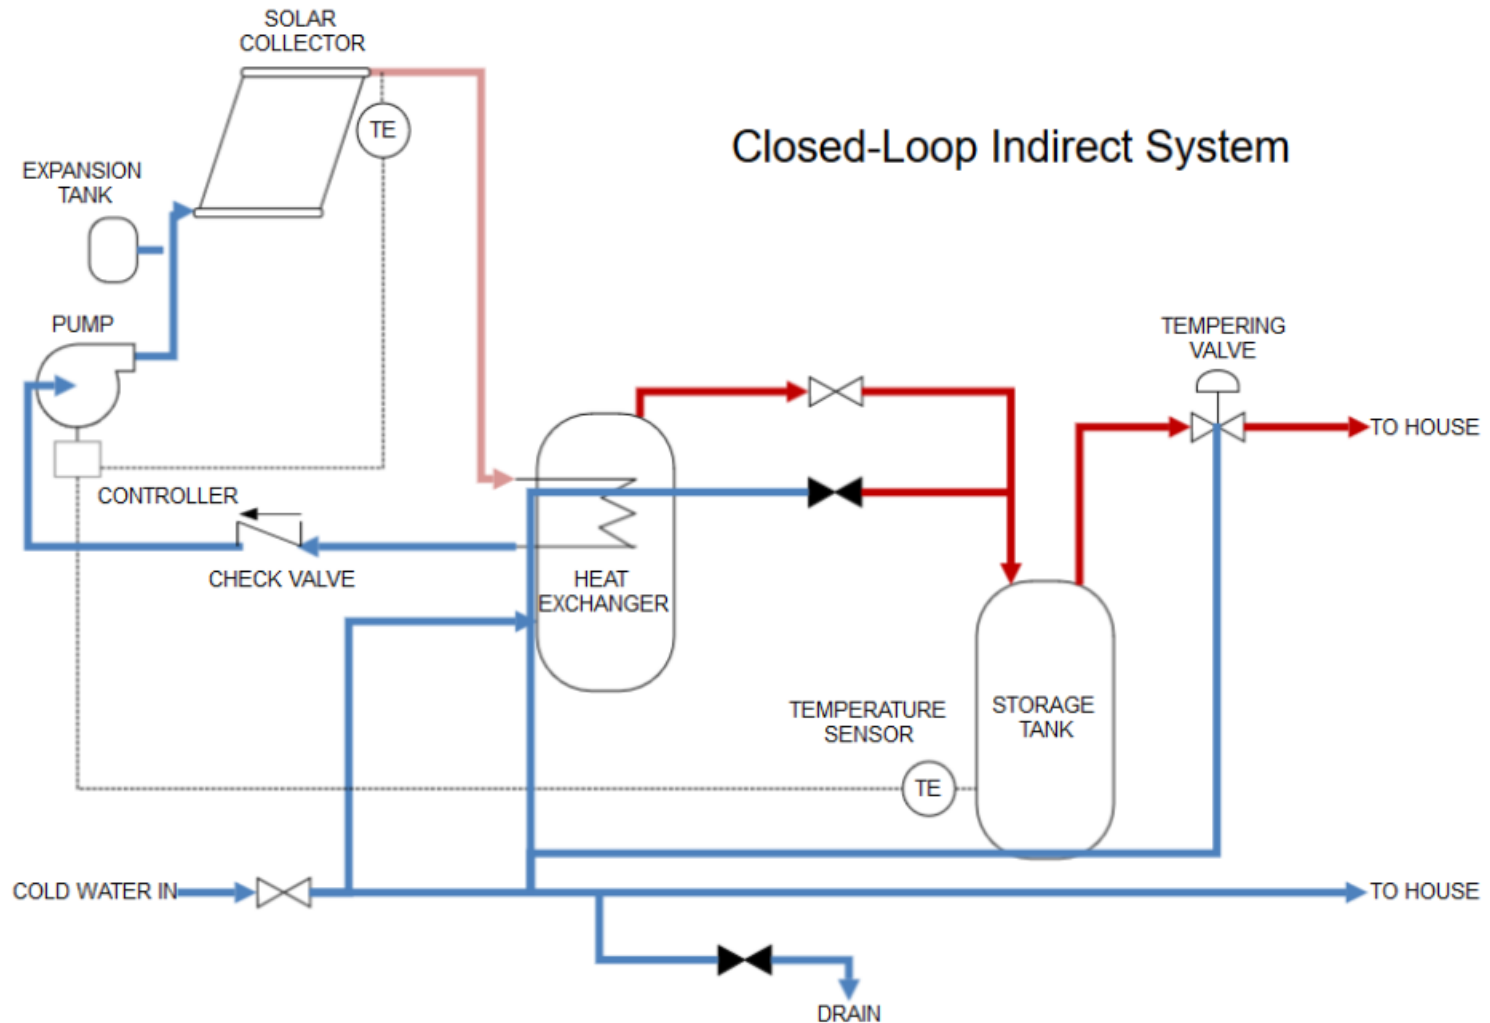 SOLAR
COLLECTOR
TE
Closed-Loop Indirect System
EXPANSION
TANK
PUMP
TEMPERING
VALVE
TO HOUSE
CONTROLLER
CHECK VALVE
HEAT
EXCHANGER
TEMPERATURE
SENSOR
STORAGE
TANK
TE
COLD WATER IN
TO HOUSE
DRAIN